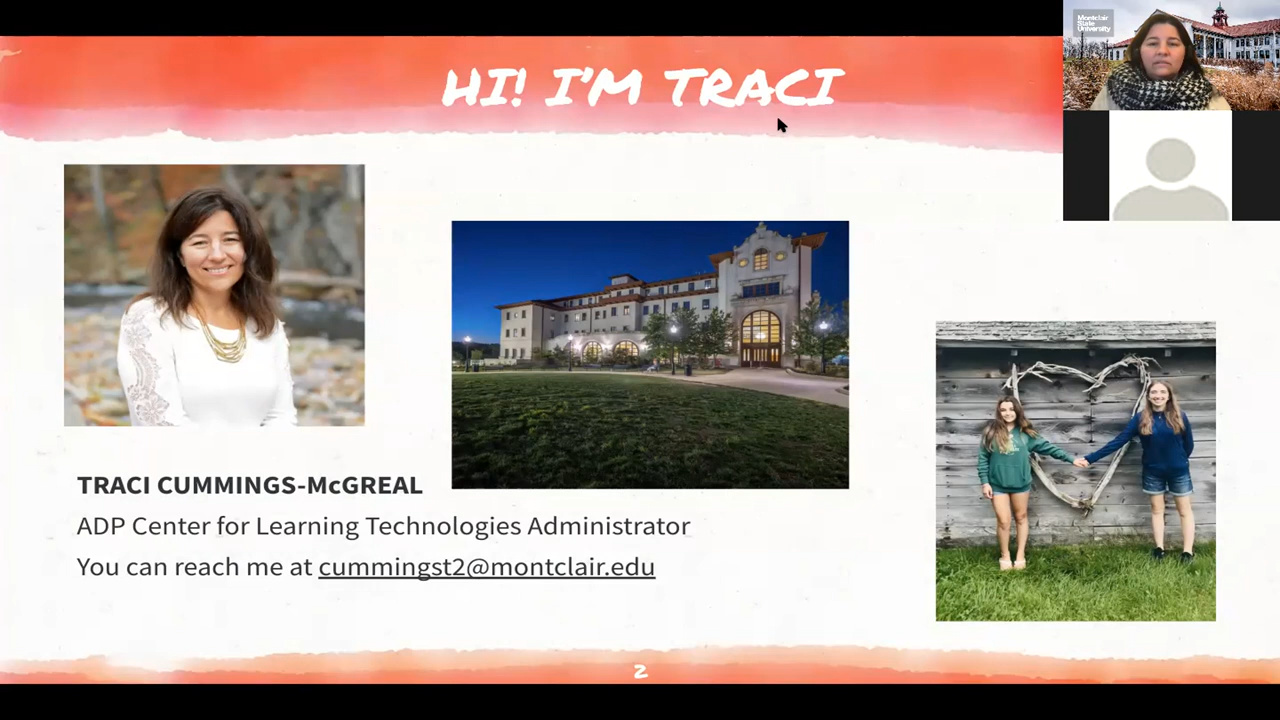 HI! I'M TRACI
Montclair
State
University
TRACI CUMMINGS-McGREAL
ADP Center for Learning Technologies Administrator
You can reach me at cummingst2@montclair.edu
2